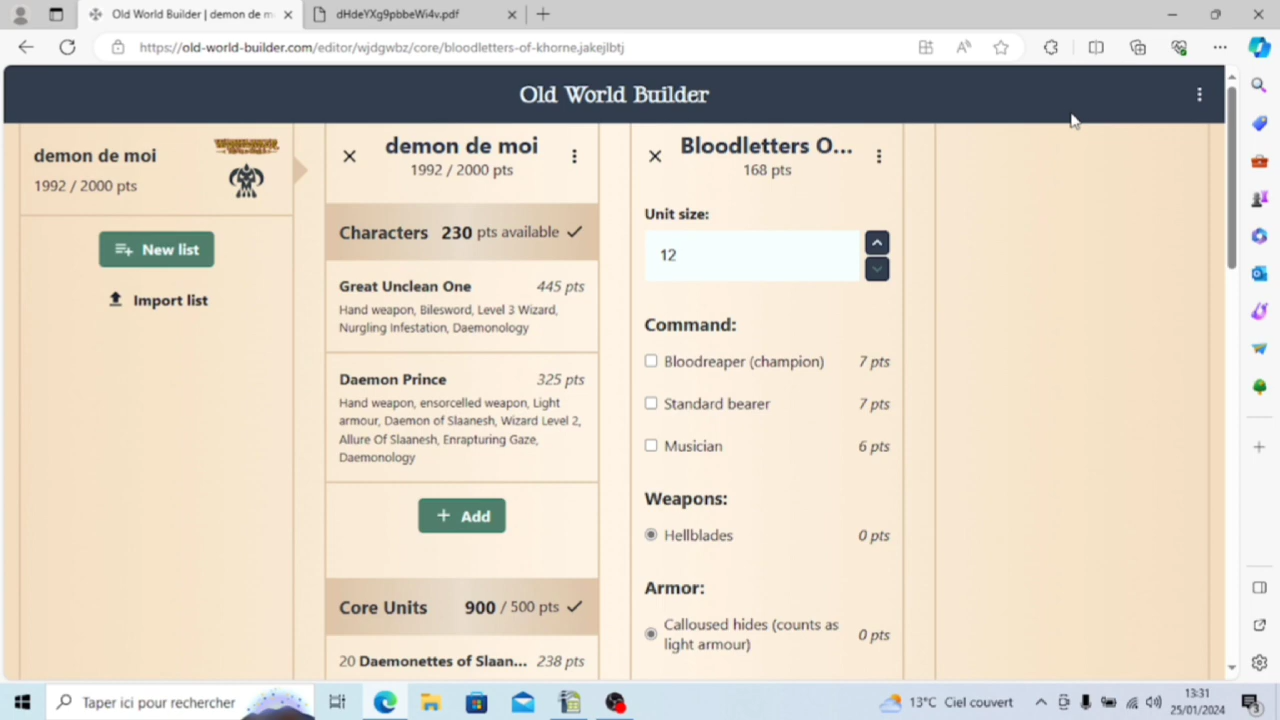 Old World Builder | demon de m
dHdeYXg9pbbeWi4v.pdf
https://old-world-builder.com/editor/wjdgwbz/core/bloodletters-of-khorne.jakejlbtj
Old World Builder
demon de moi
1992 / 2000 pts
New list
Import list
demon de moi
1992 / 2000 pts
Characters 230 pts available
Great Unclean One 445 pts
Hand weapon, Bilesword, Level 3 Wizard,
Nurgling Infestation, Daemonology
Daemon Prince 325 pts
Hand weapon, ensorcelled weapon, Light
armour, Daemon of Slaanesh, Wizard Level 2,
Allure Of Slaanesh, Enrapturing Gaze,
Daemonology
Add
Core Units 900 / 500 pts
20 Daemonettes of Slaan... 238 pts
Bloodletters O...
168 pts
Unit size:
12
Command:
Bloodreaper (champion) 7 pts
Standard bearer 7 pts
Musician 6 pts
Weapons:
Hellblades 0 pts
Armor:
Calloused hides (counts as
light armour) 0 pts
Taper ici pour rechercher
13°C Ciel couvert
13:31
25/01/2024